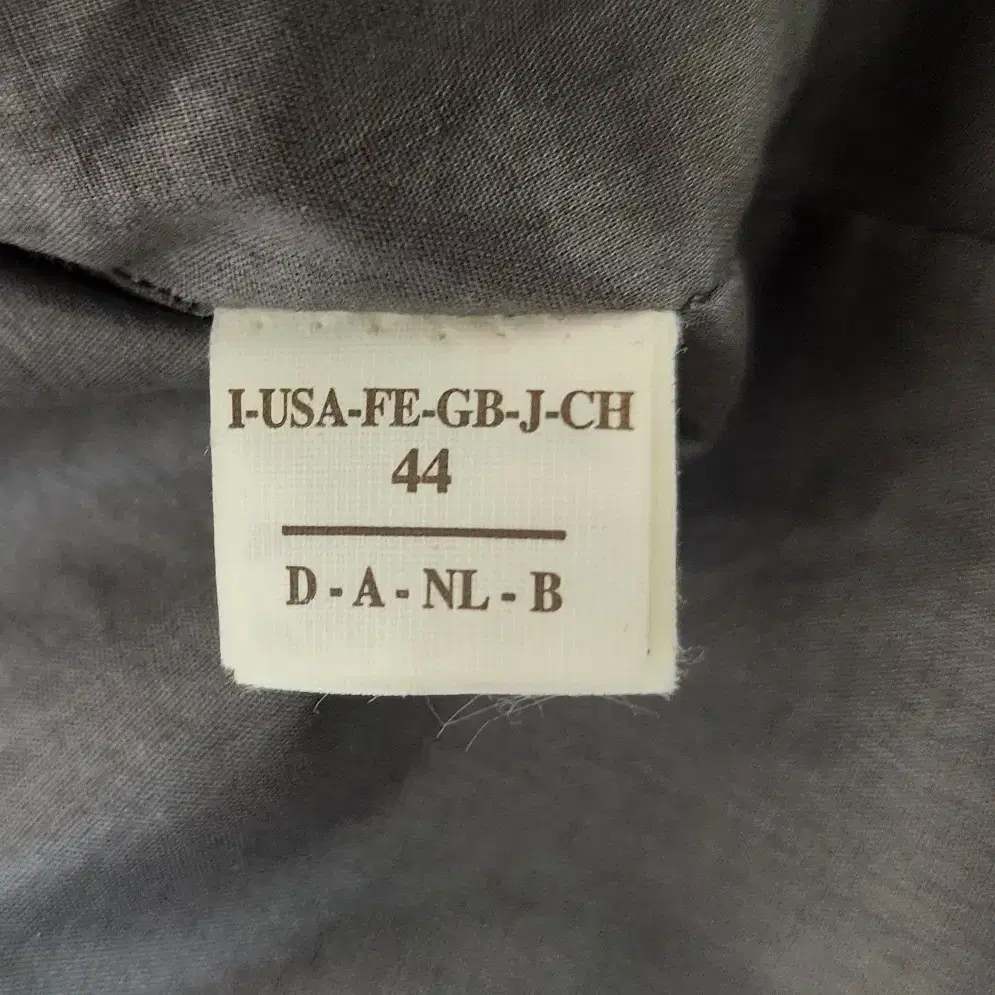 I-USA-FE-GB-J-CH
44
D - A - NL - B